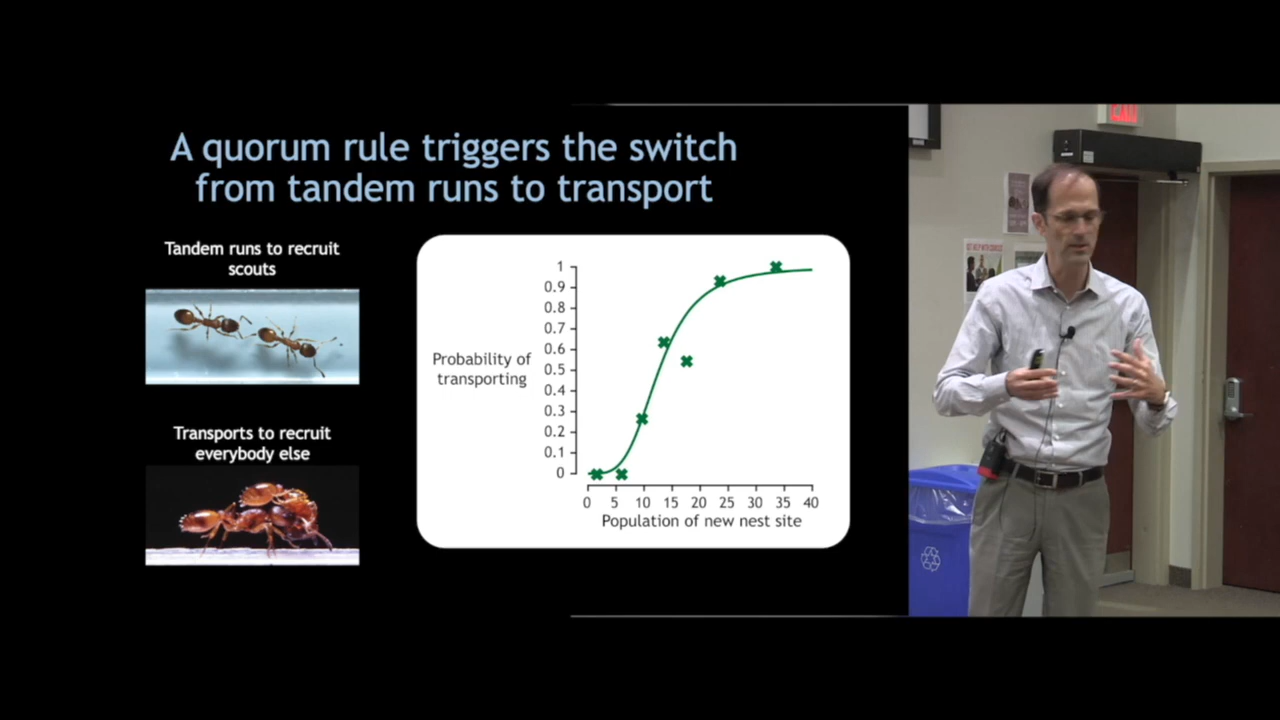 A quorum rule triggers the switch
from tandem runs to transport
Tandem runs to recruit
scouts
Transports to recruit
everybody else
Probability of
transporting
1
0.9
0.8
0.7
0.6
0.5
0.4
0.3
0.2
0.1
0
0 5 10 15 20 25 30 35 40
Population of new nest site
EXIT